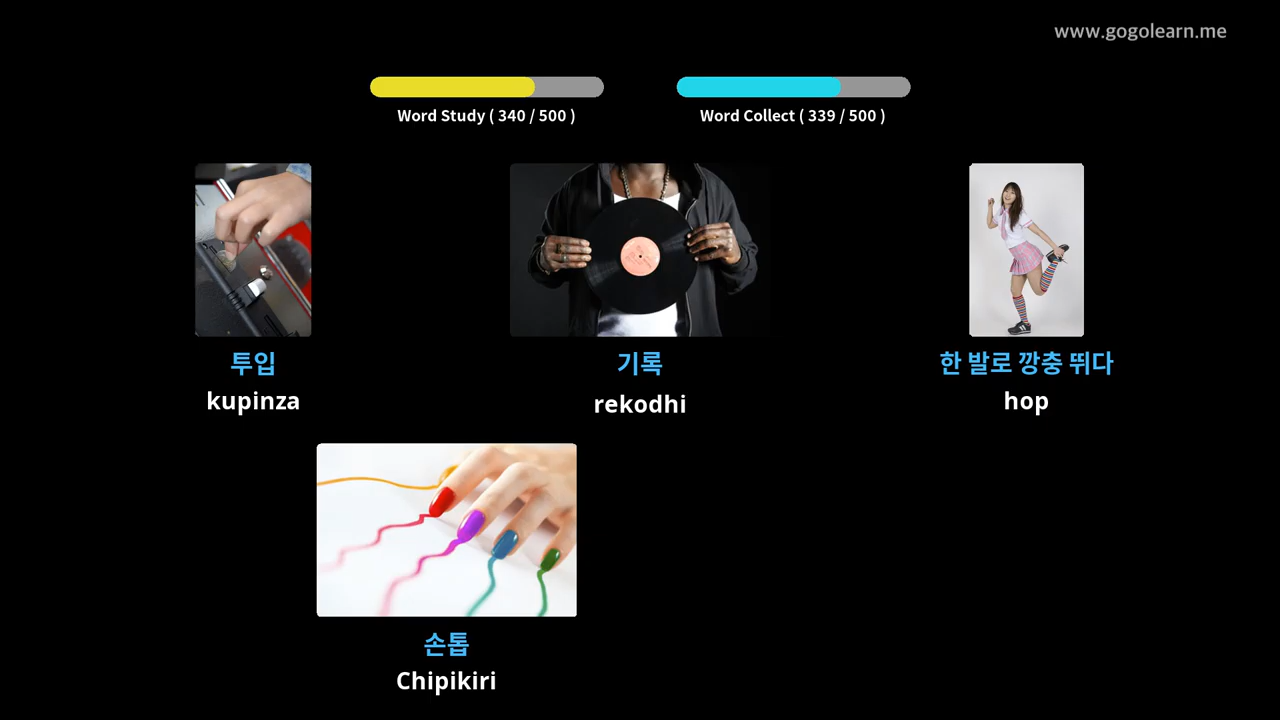 www.gogolearn.me
Word Study ( 340 / 500 )
Word Collect ( 339 / 500 )
투입
kupinza
기록
rekodhi
한 발로 깡충 뛰다
hop
손톱
Chipikiri